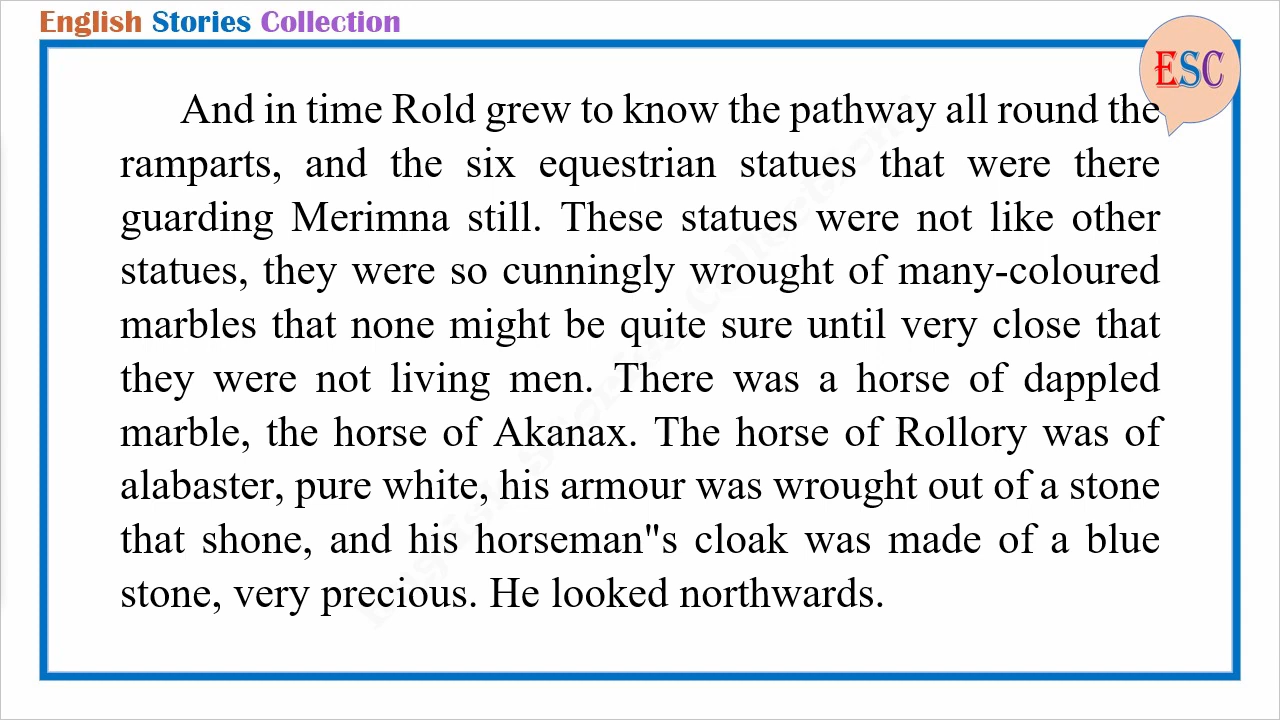 English Stories Collection
ESC
And in time Rold grew to know the pathway all round the
ramparts, and the six equestrian statues that were there
guarding Merimna still. These statues were not like other
statues, they were so cunningly wrought of many-coloured
marbles that none might be quite sure until very close that
they were not living men. There was a horse of dappled
marble, the horse of Akanax. The horse of Rollory was of
alabaster, pure white, his armour was wrought out of a stone
that shone, and his horseman"s cloak was made of a blue
stone, very precious. He looked northwards.